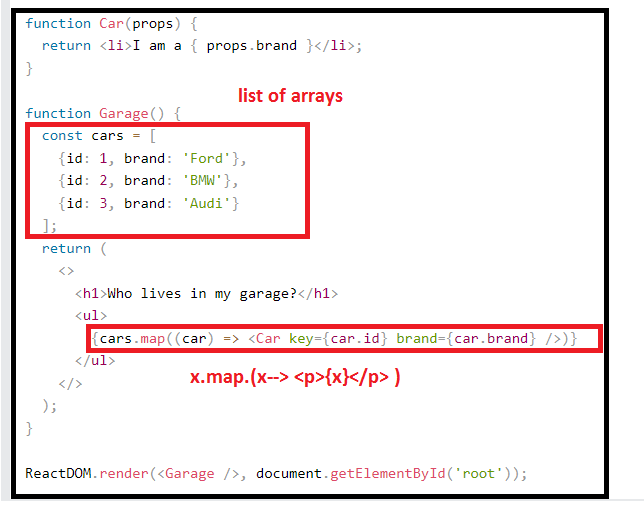 function Car(props) {
return <li>I am a { props.brand }</li>;
}
list of arrays
function Garage() {
const cars = [
{id: 1, brand: 'Ford'},
{id: 2, brand: 'BMW'},
{id: 3, brand: 'Audi'}
];
return (
<>
<h1>Who lives in my garage?</h1>
<ul>
{cars.map((car) => <Car key={car.id} brand={car.brand} />)}
</ul>
x.map.(x--> <p>{x}</p> )
</>
);
}
ReactDOM.render(<Garage />, document.getElementById('root'));